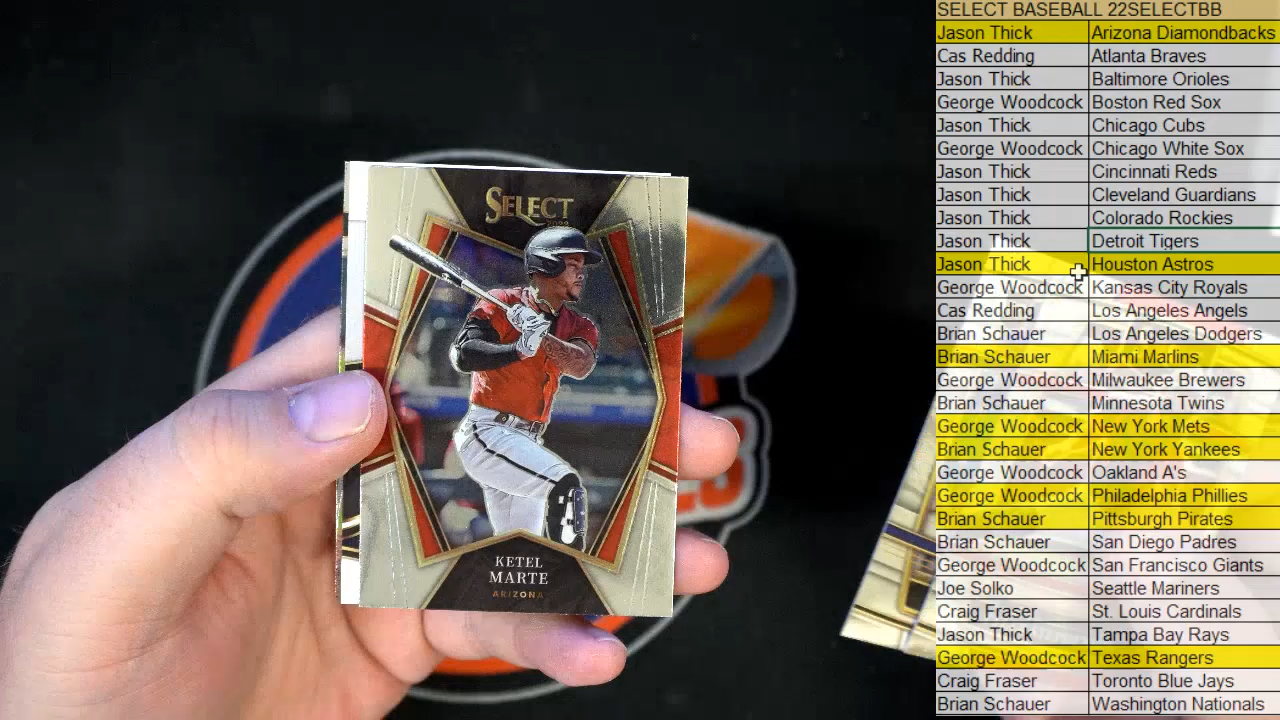 SELECT
2022
KETEL
MARTE
ARIZONA
SELECT BASEBALL 22SELECTBB
Jason Thick Arizona Diamondbacks
Cas Redding Atlanta Braves
Jason Thick Baltimore Orioles
George Woodcock Boston Red Sox
Jason Thick Chicago Cubs
George Woodcock Chicago White Sox
Jason Thick Cincinnati Reds
Jason Thick Cleveland Guardians
Jason Thick Colorado Rockies
Jason Thick Detroit Tigers
Jason Thick Houston Astros
George Woodcock Kansas City Royals
Cas Redding Los Angeles Angels
Brian Schauer Los Angeles Dodgers
Brian Schauer Miami Marlins
George Woodcock Milwaukee Brewers
Brian Schauer Minnesota Twins
George Woodcock New York Mets
Brian Schauer New York Yankees
George Woodcock Oakland A's
George Woodcock Philadelphia Phillies
Brian Schauer Pittsburgh Pirates
Brian Schauer San Diego Padres
George Woodcock San Francisco Giants
Joe Solko Seattle Mariners
Craig Fraser St. Louis Cardinals
Jason Thick Tampa Bay Rays
George Woodcock Texas Rangers
Craig Fraser Toronto Blue Jays
Brian Schauer Washington Nationals